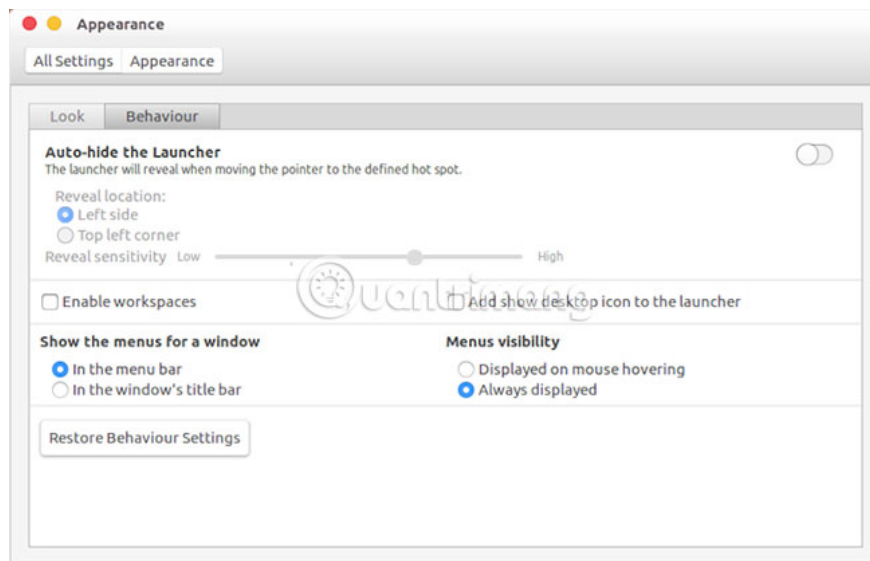 Appearance
All Settings Appearance
Look Behaviour
Auto-hide the Launcher
The launcher will reveal when moving the pointer to the defined hot spot.
Reveal location:
Left side
Top left corner
Reveal sensitivity Low High
Quantrimang
Enable workspaces Add show desktop icon to the launcher
Show the menus for a window Menus visibility
In the menu bar Displayed on mouse hovering
In the window's title bar Always displayed
Restore Behaviour Settings